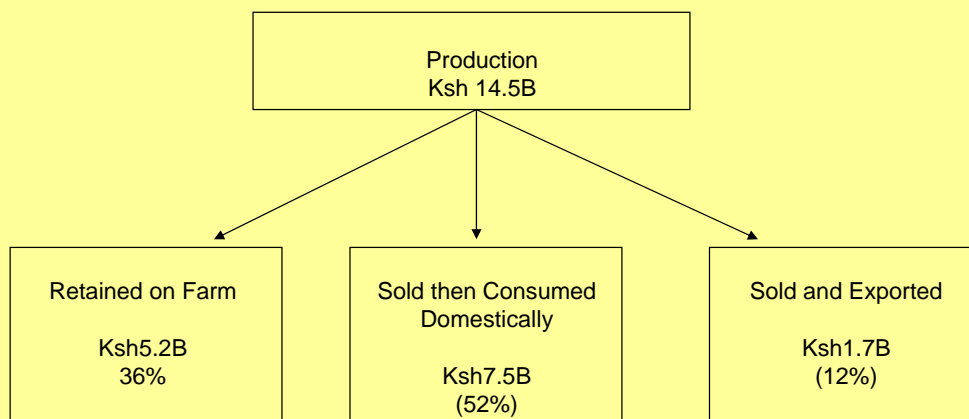 Production
Ksh 14.5B
Retained on Farm
Ksh5.2B
36%
Sold then Consumed
Domestically
Ksh7.5B
(52%)
Sold and Exported
Ksh1.7B
(12%)